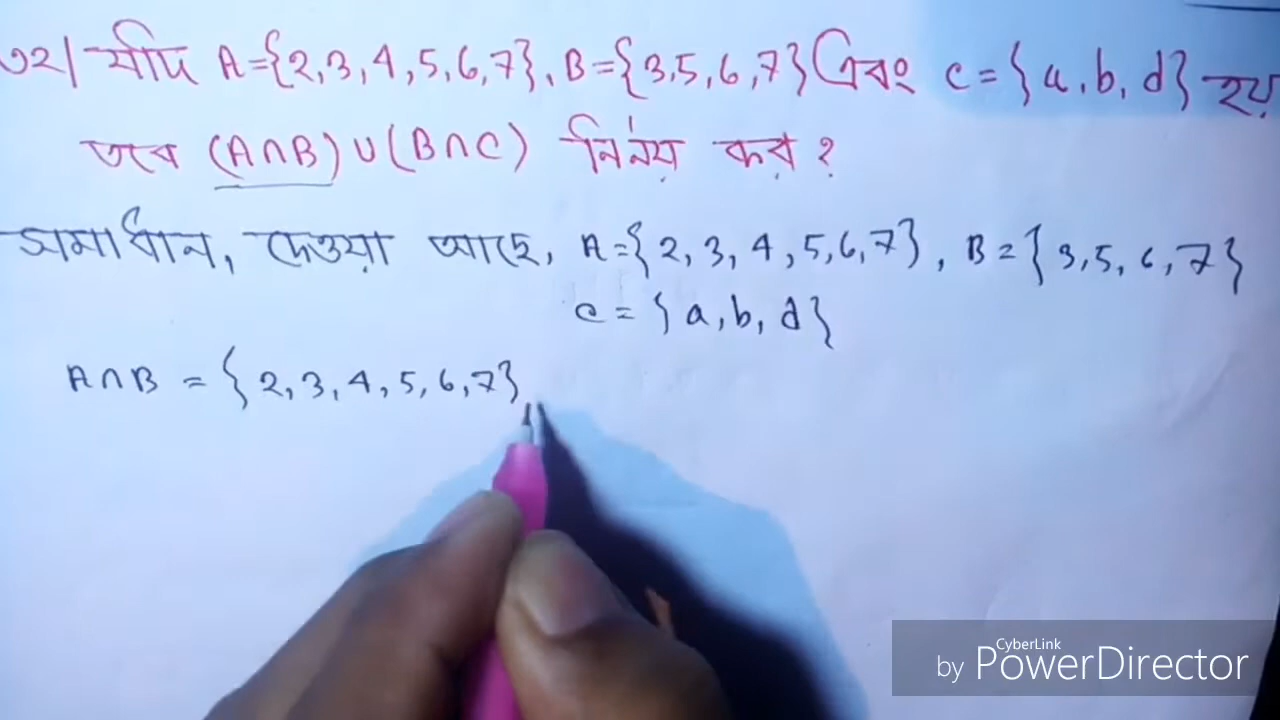 ৩২। যদি A={2,3,4,5,6,7}, B={3,5,6,7} এবং C={a,b,d} হয়
তবে (A∩B)∪(B∩C) নির্নয় কর?
সমাধান, দেওয়া আছে, A={2,3,4,5,6,7}, B={3,5,6,7}
C={a,b,d}
A∩B = {2,3,4,5,6,7}
CyberLink
by PowerDirector